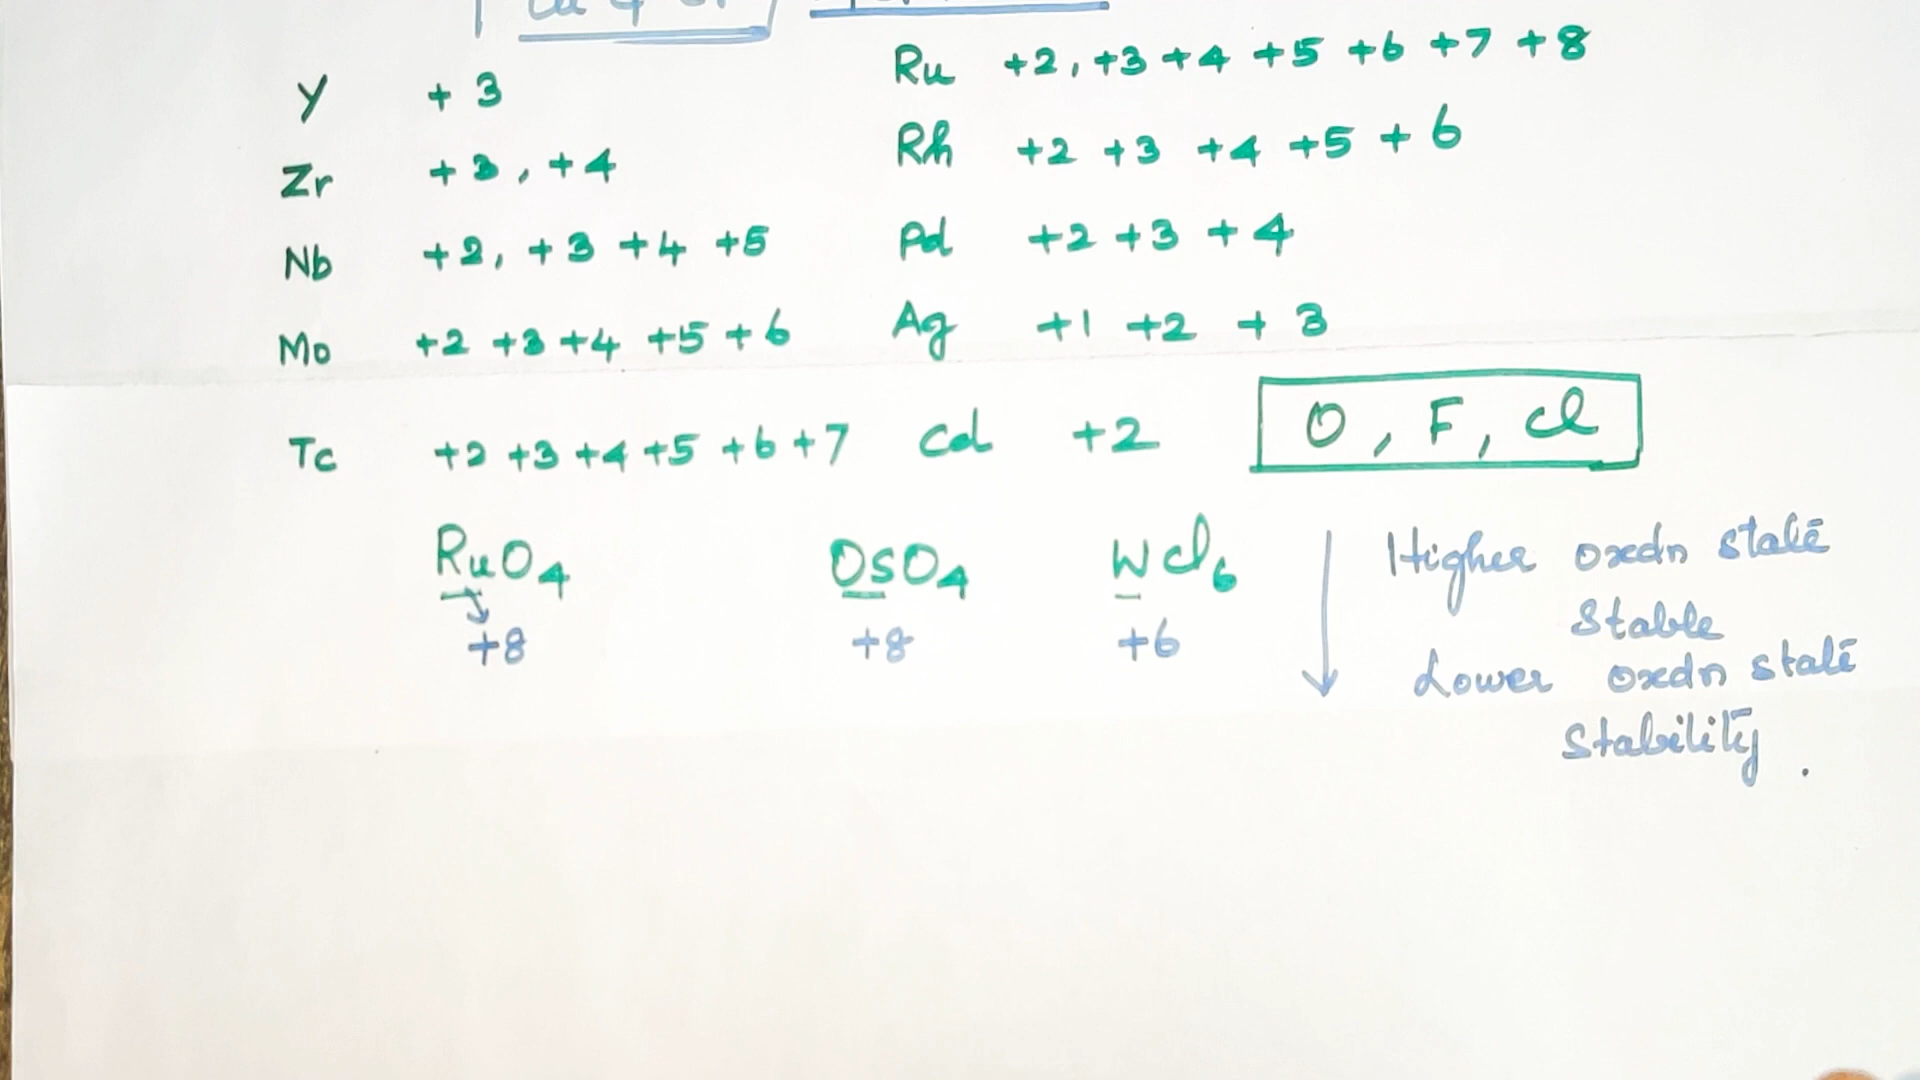 Y + 3
Zr + 3, +4
Nb +2, +3 +4 +5
Mo +2 +3 +4 +5 +6
Tc +2 +3 +4 +5 +6 +7
Ru +2, +3 +4 +5 +6 +7 +8
Rh +2 +3 +4 +5 +6
Pd +2 +3 +4
Ag +1 +2 +3
Cd +2
O, F, Cl
RuO4 OsO4 WCl6
+8 +8 +6
Higher oxdn state
Stable
Lower oxdn state
Stability.